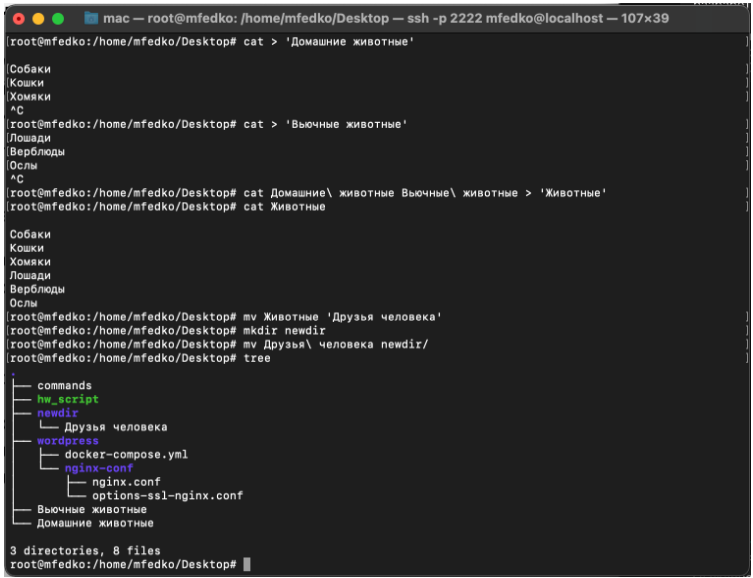 mac — root@mfedko: /home/mfedko/Desktop — ssh -p 2222 mfedko@localhost — 107×39
[root@mfedko:/home/mfedko/Desktop# cat > 'Домашние животные' ]
[Собаки ]
[Кошки ]
[Хомяки ]
^C
[root@mfedko:/home/mfedko/Desktop# cat > 'Вьючные животные' ]
[Лошади ]
[Верблюды ]
[Ослы ]
^C
[root@mfedko:/home/mfedko/Desktop# cat Домашние\ животные Вьючные\ животные > 'Животные' ]
[root@mfedko:/home/mfedko/Desktop# cat Животные ]
Собаки
Кошки
Хомяки
Лошади
Верблюды
Ослы
[root@mfedko:/home/mfedko/Desktop# mv Животные 'Друзья человека' ]
[root@mfedko:/home/mfedko/Desktop# mkdir newdir ]
[root@mfedko:/home/mfedko/Desktop# mv Друзья\ человека newdir/ ]
[root@mfedko:/home/mfedko/Desktop# tree ]
.
├── commands
├── hw_script
├── newdir
│   └── Друзья человека
├── wordpress
│   ├── docker-compose.yml
│   └── nginx-conf
│       ├── nginx.conf
│       └── options-ssl-nginx.conf
├── Вьючные животные
└── Домашние животные
3 directories, 8 files
root@mfedko:/home/mfedko/Desktop#